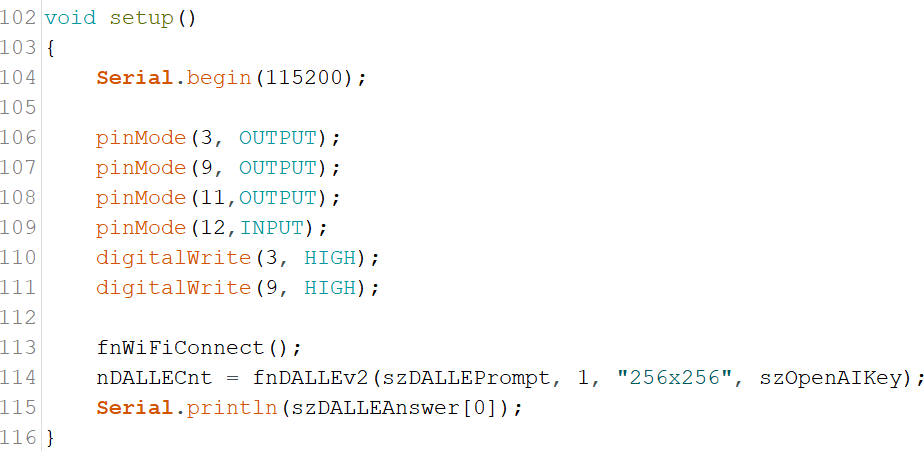 102 void setup()
103 {
104     Serial.begin(115200);
105
106     pinMode(3, OUTPUT);
107     pinMode(9, OUTPUT);
108     pinMode(11,OUTPUT);
109     pinMode(12,INPUT);
110     digitalWrite(3, HIGH);
111     digitalWrite(9, HIGH);
112
113     fnWiFiConnect();
114     nDALLECnt = fnDALLEv2(szDALLEPrompt, 1, "256x256", szOpenAIKey);
115     Serial.println(szDALLEAnswer[0]);
116 }